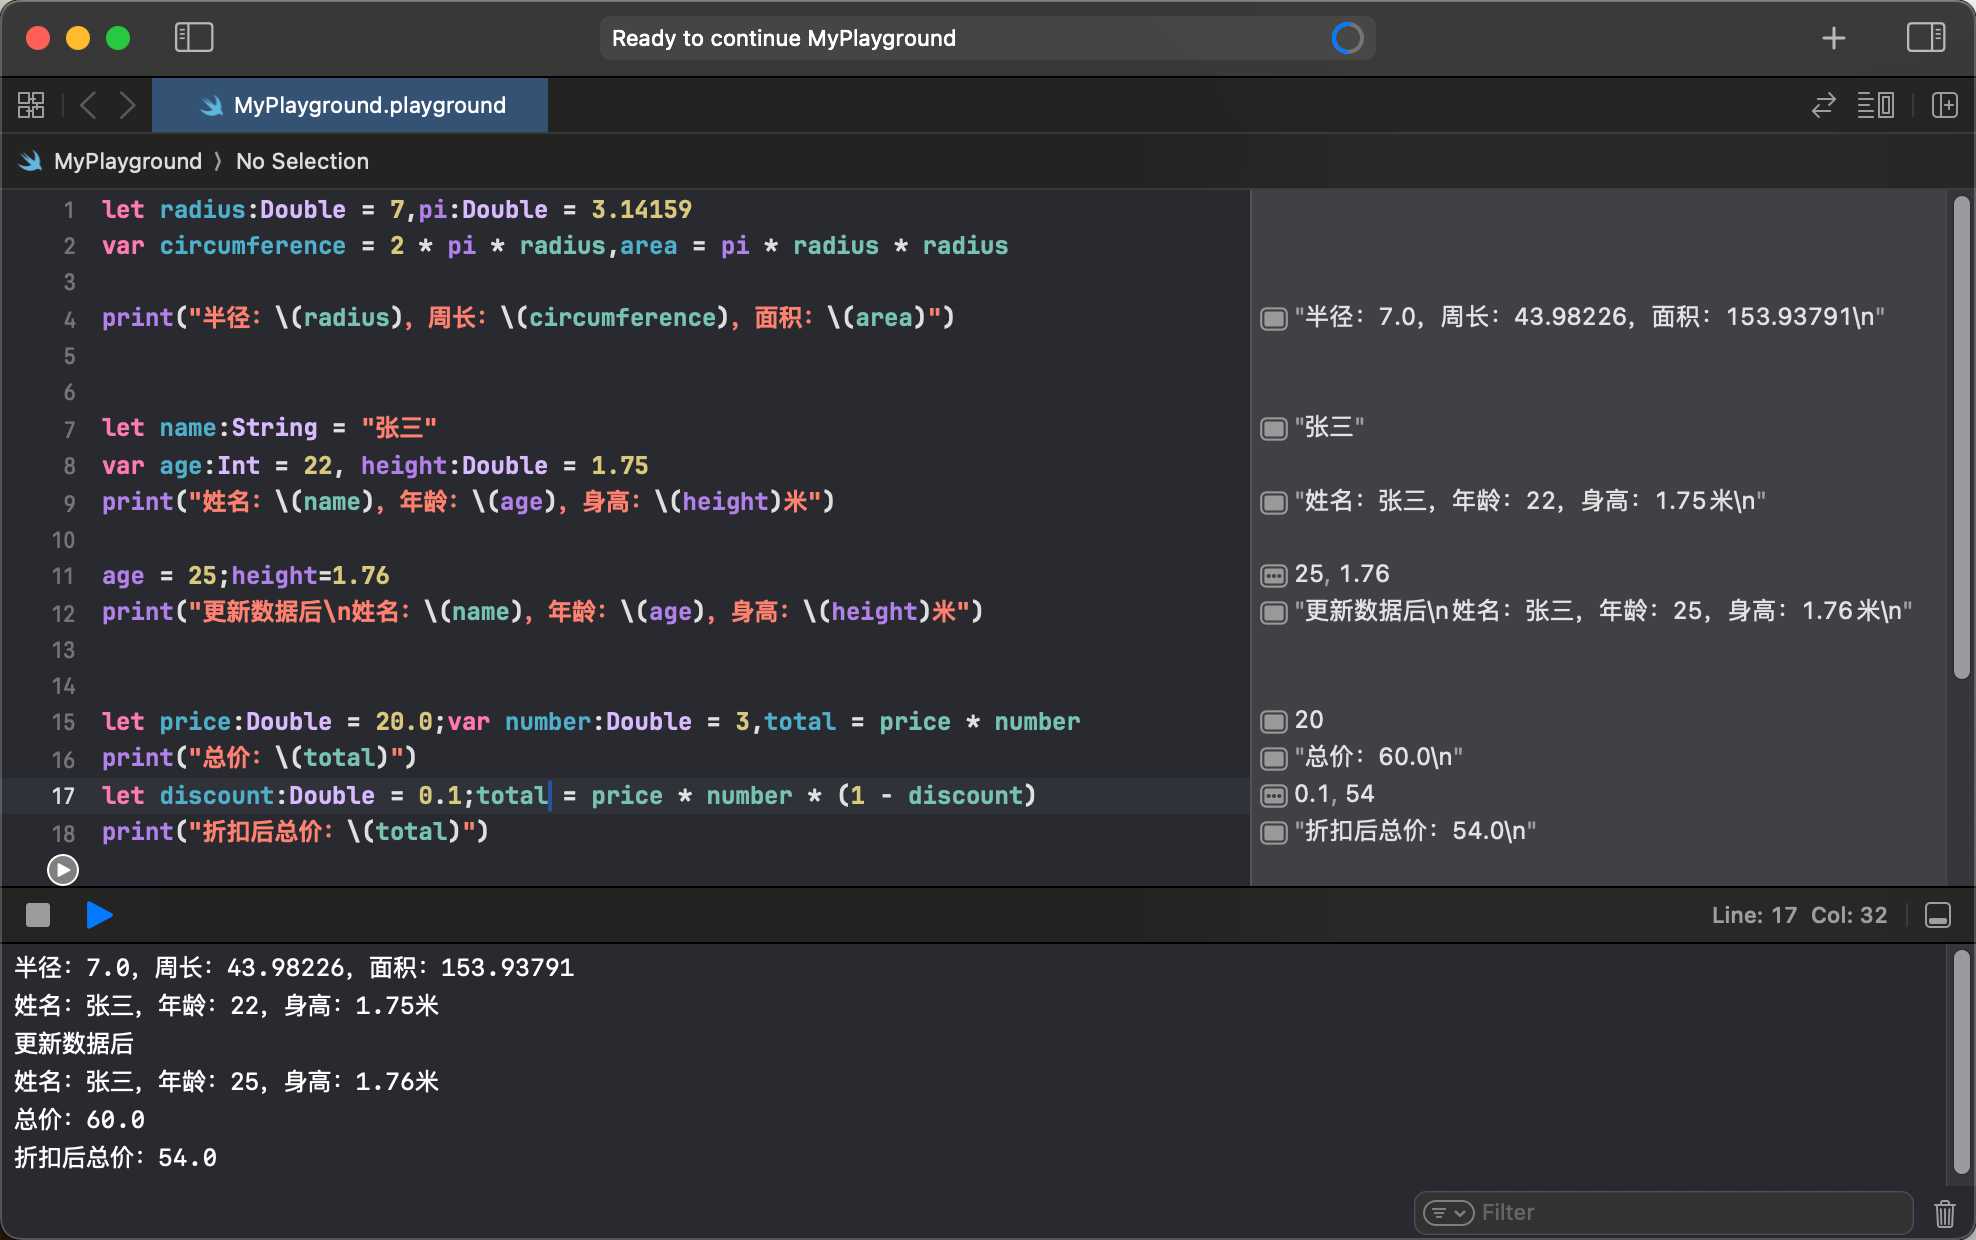 Ready to continue MyPlayground
MyPlayground.playground
MyPlayground 〉 No Selection
1 let radius:Double = 7,pi:Double = 3.14159
2 var circumference = 2 * pi * radius,area = pi * radius * radius
3
4 print("半径：\(radius)，周长：\(circumference)，面积：\(area)")
"半径：7.0，周长：43.98226，面积：153.93791\n"
5
6
7 let name:String = "张三"
"张三"
8 var age:Int = 22, height:Double = 1.75
9 print("姓名：\(name)，年龄：\(age)，身高：\(height)米")
"姓名：张三，年龄：22，身高：1.75米\n"
10
11 age = 25;height=1.76
25, 1.76
12 print("更新数据后\n姓名：\(name)，年龄：\(age)，身高：\(height)米")
"更新数据后\n姓名：张三，年龄：25，身高：1.76米\n"
13
14
15 let price:Double = 20.0;var number:Double = 3,total = price * number
20
16 print("总价：\(total)")
"总价：60.0\n"
17 let discount:Double = 0.1;total = price * number * (1 - discount)
0.1, 54
18 print("折扣后总价：\(total)")
"折扣后总价：54.0\n"
Line: 17 Col: 32
半径：7.0，周长：43.98226，面积：153.93791
姓名：张三，年龄：22，身高：1.75米
更新数据后
姓名：张三，年龄：25，身高：1.76米
总价：60.0
折扣后总价：54.0
Filter